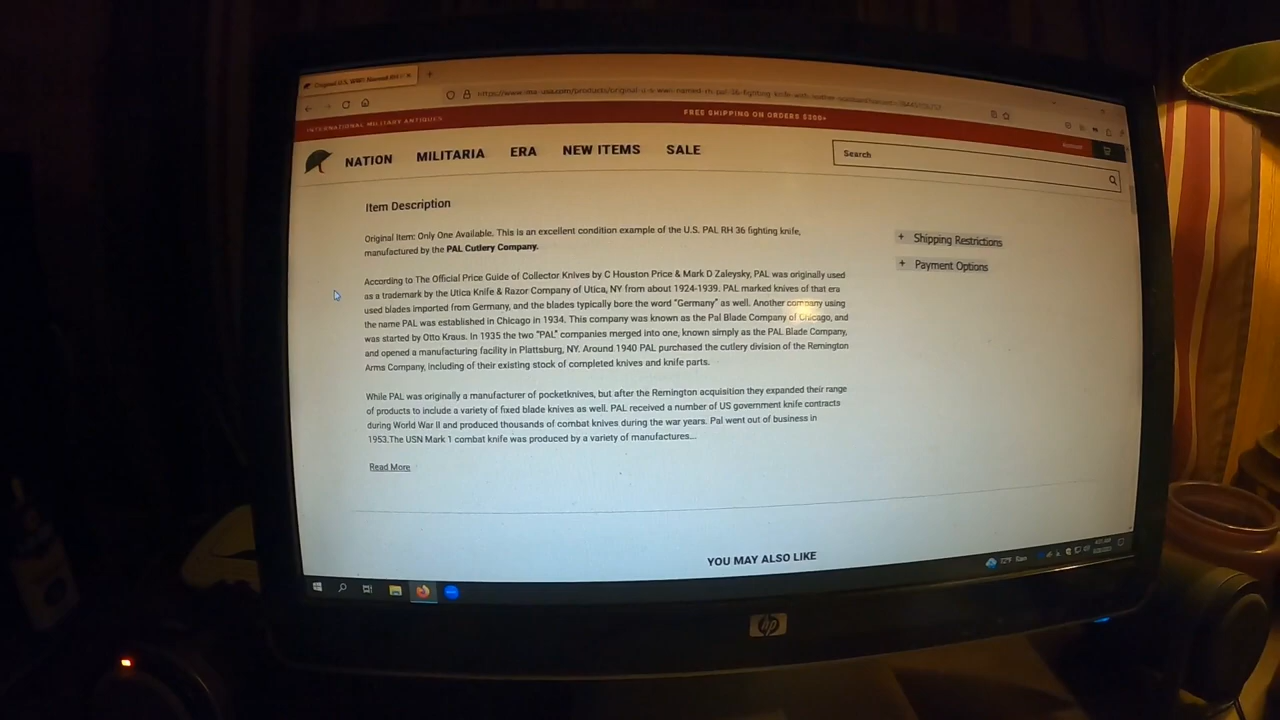 Original U.S. WWII Named RH
INTERNATIONAL MILITARY ANTIQUES
FREE SHIPPING ON ORDERS $300+
NATION MILITARIA ERA NEW ITEMS SALE
Search
Item Description
Original Item: Only One Available. This is an excellent condition example of the U.S. PAL RH 36 fighting knife,
manufactured by the PAL Cutlery Company.
According to The Official Price Guide of Collector Knives by C Houston Price & Mark D Zaleysky, PAL was originally used
as a trademark by the Utica Knife & Razor Company of Utica, NY from about 1924-1939. PAL marked knives of that era
used blades imported from Germany, and the blades typically bore the word "Germany" as well. Another company using
the name PAL was established in Chicago in 1934. This company was known as the Pal Blade Company of Chicago, and
was started by Otto Kraus. In 1935 the two "PAL" companies merged into one, known simply as the PAL Blade Company,
and opened a manufacturing facility in Plattsburg, NY. Around 1940 PAL purchased the cutlery division of the Remington
Arms Company, including of their existing stock of completed knives and knife parts.
While PAL was originally a manufacturer of pocketknives, but after the Remington acquisition they expanded their range
of products to include a variety of fixed blade knives as well. PAL received a number of US government knife contracts
during World War II and produced thousands of combat knives during the war years. Pal went out of business in
1953.The USN Mark 1 combat knife was produced by a variety of manufactures...
Read More
+ Shipping Restrictions
+ Payment Options
YOU MAY ALSO LIKE
Rain
hp